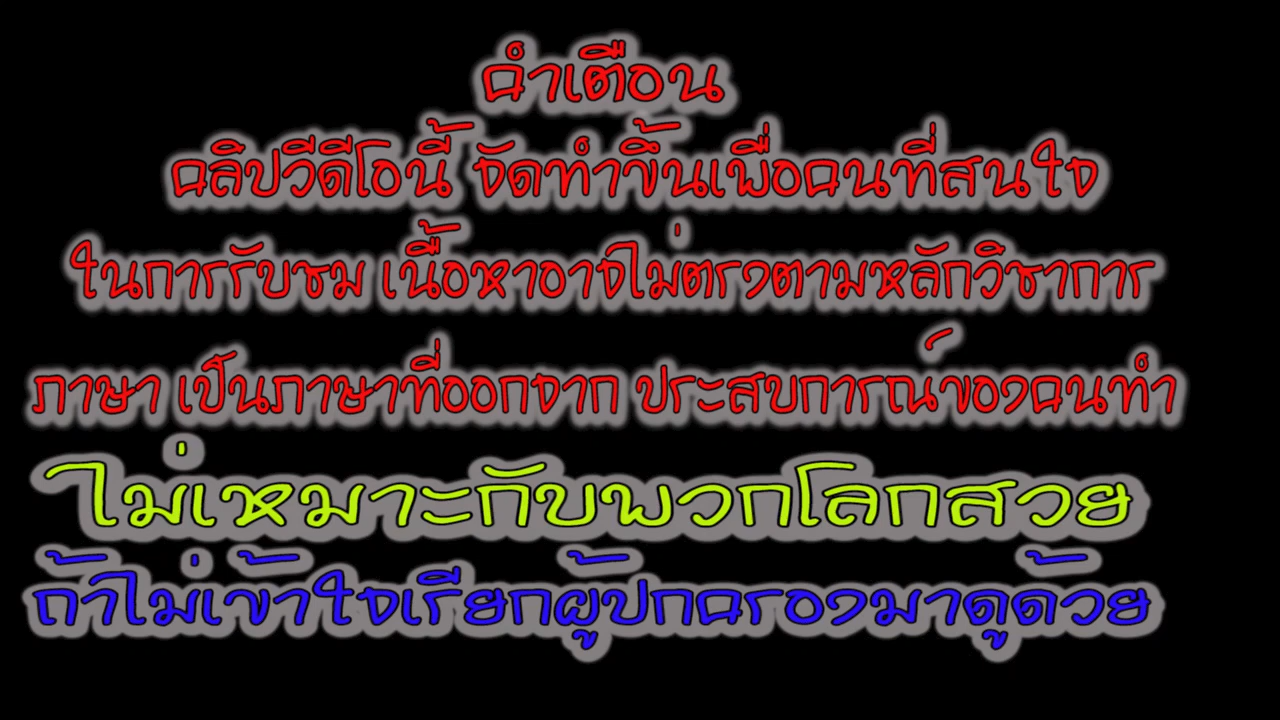 คำเตือน
คลิปวีดีโอนี้ จัดทำขึ้นเพื่อคนที่สนใจ
ในการรับชม เนื้อหาอาจไม่ตรงตามหลักวิชาการ
ภาษา เป็นภาษาที่ออกจาก ประสบการณ์ของคนทำ
ไม่เหมาะกับพวกโลกสวย
ถ้าไม่เข้าใจเรียกผู้ปกครองมาดูด้วย